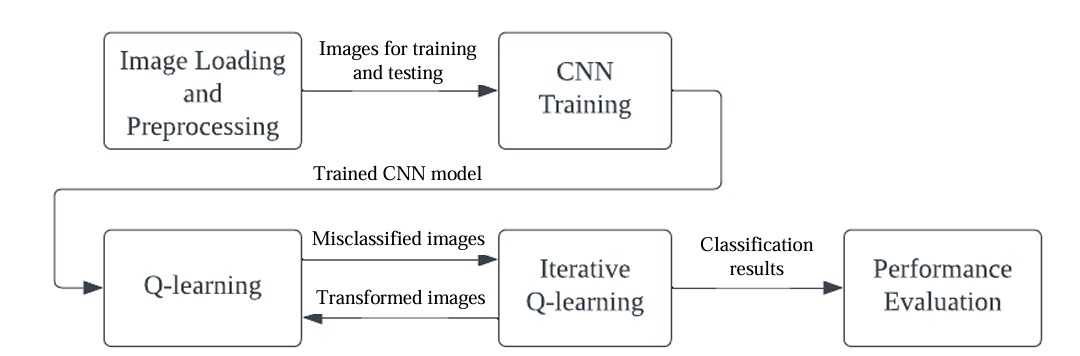 Image Loading
and
Preprocessing
Images for training
and testing
CNN
Training
Trained CNN model
Q-learning
Misclassified images
Transformed images
Iterative
Q-learning
Classification
results
Performance
Evaluation